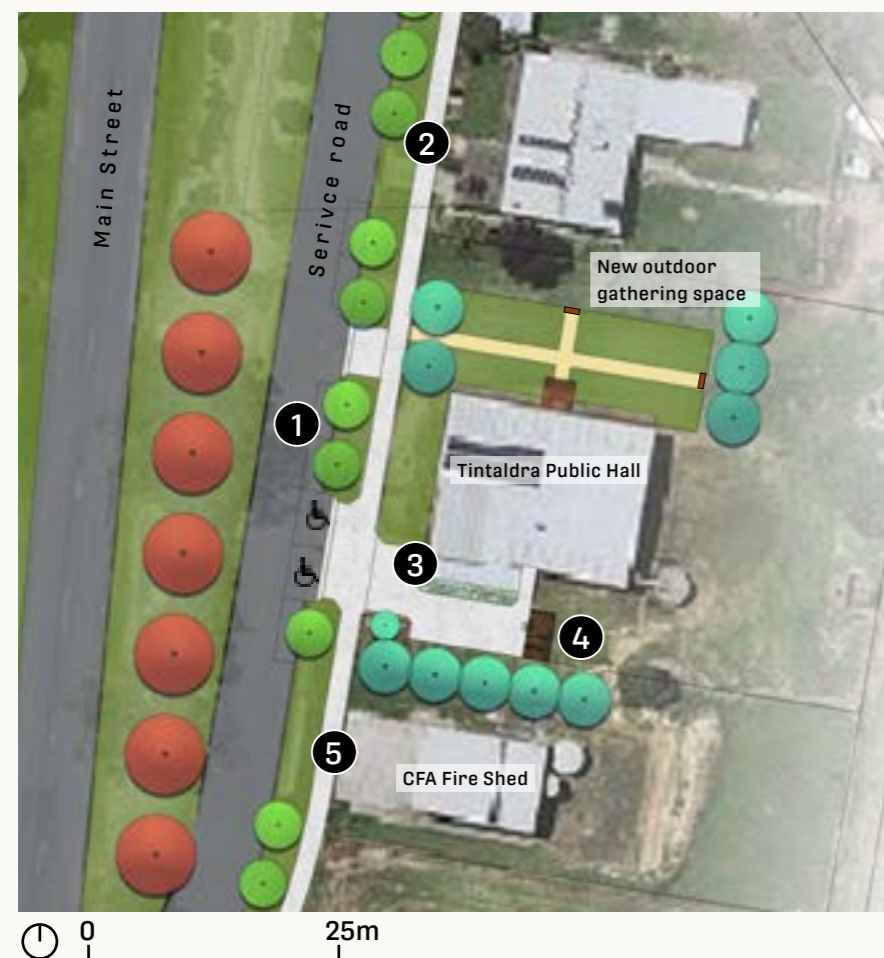 Main Street
Serivce road
2
New outdoor
gathering space
1
Tintaldra Public Hall
3
4
5
CFA Fire Shed
0
25m